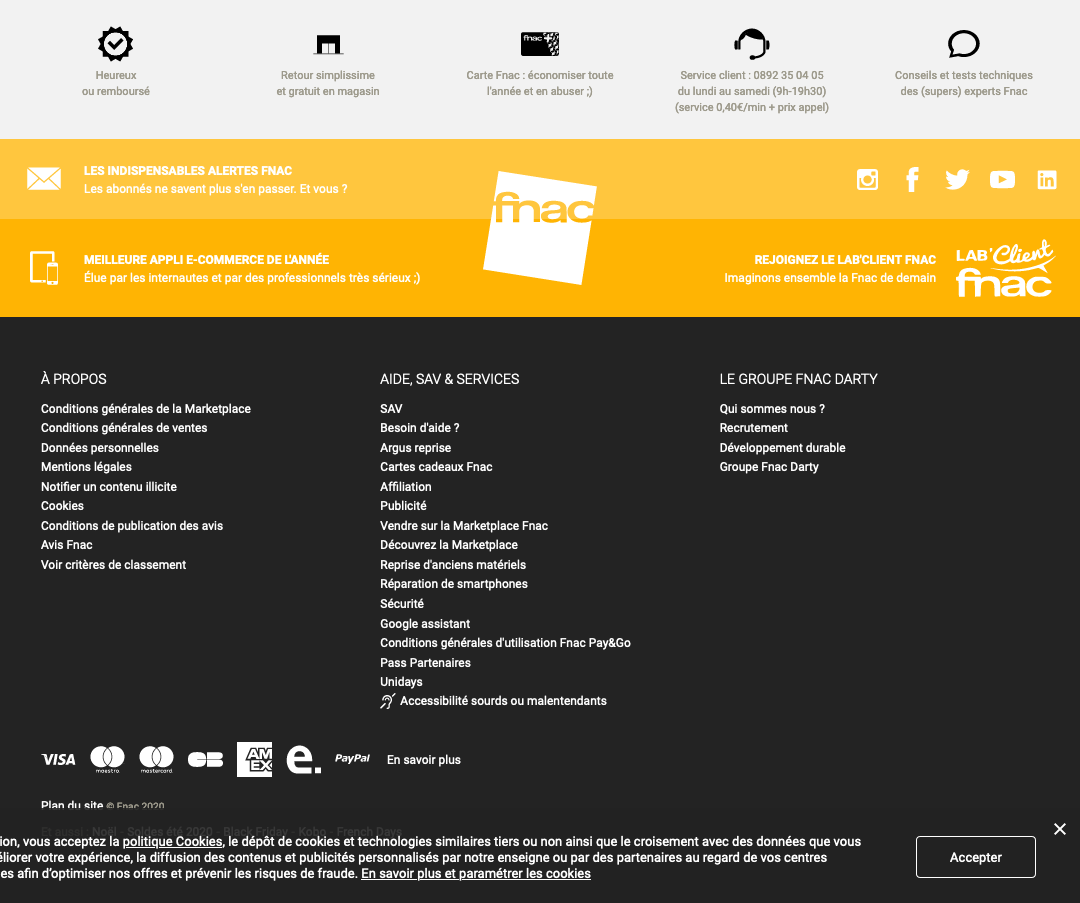 Heureux
ou remboursé
Retour simplissime
et gratuit en magasin
fnac+
Carte Fnac : économiser toute
l'année et en abuser ;)
Service client : 0892 35 04 05
du lundi au samedi (9h-19h30)
(service 0,40€/min + prix appel)
Conseils et tests techniques
des (supers) experts Fnac
LES INDISPENSABLES ALERTES FNAC
Les abonnés ne savent plus s'en passer. Et vous ?
fnac
MEILLEURE APPLI E-COMMERCE DE L'ANNÉE
Élue par les internautes et par des professionnels très sérieux ;)
REJOIGNEZ LE LAB'CLIENT FNAC
Imaginons ensemble la Fnac de demain
LAB'Client
fnac
À PROPOS
Conditions générales de la Marketplace
Conditions générales de ventes
Données personnelles
Mentions légales
Notifier un contenu illicite
Cookies
Conditions de publication des avis
Avis Fnac
Voir critères de classement
AIDE, SAV & SERVICES
SAV
Besoin d'aide ?
Argus reprise
Cartes cadeaux Fnac
Affiliation
Publicité
Vendre sur la Marketplace Fnac
Découvrez la Marketplace
Reprise d'anciens matériels
Réparation de smartphones
Sécurité
Google assistant
Conditions générales d'utilisation Fnac Pay&Go
Pass Partenaires
Unidays
Accessibilité sourds ou malentendants
LE GROUPE FNAC DARTY
Qui sommes nous ?
Recrutement
Développement durable
Groupe Fnac Darty
VISA
maestro
mastercard
CB
AMEX
e.
PayPal
En savoir plus
Plan du site © Fnac 2020
Et aussi : Noël - Soldes été 2020 - Black Friday - Kobo - French Days
ion, vous acceptez la politique Cookies, le dépôt de cookies et technologies similaires tiers ou non ainsi que le croisement avec des données que vous
éliorer votre expérience, la diffusion des contenus et publicités personnalisés par notre enseigne ou par des partenaires au regard de vos centres
es afin d'optimiser nos offres et prévenir les risques de fraude. En savoir plus et paramétrer les cookies
Accepter